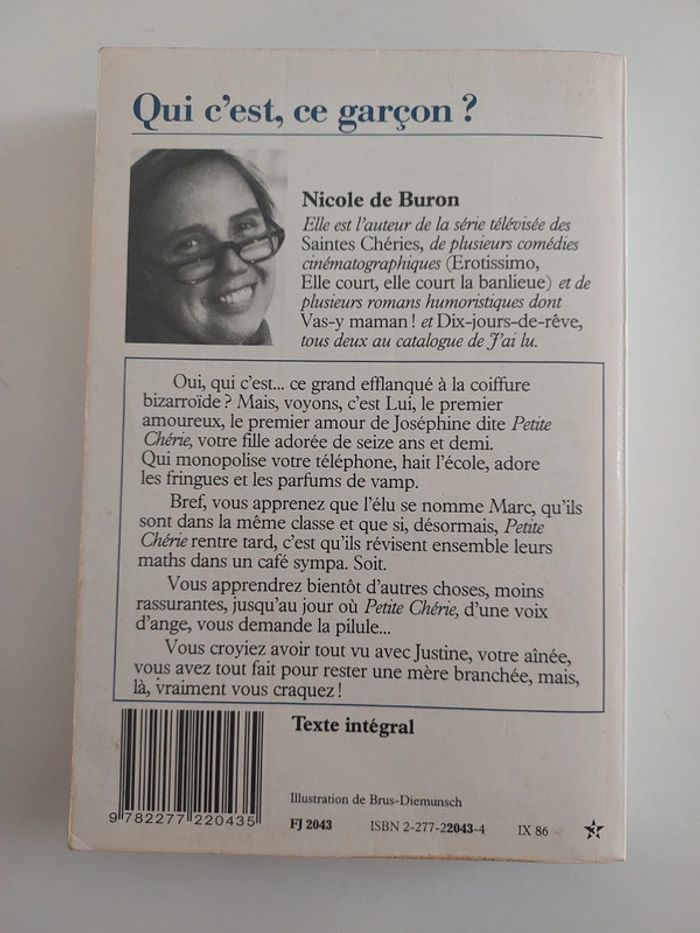 Qui c'est, ce garçon ?
Nicole de Buron
Elle est l'auteur de la série télévisée des
Saintes Chéries, de plusieurs comédies
cinématographiques (Erotissimo,
Elle court, elle court la banlieue) et de
plusieurs romans humoristiques dont
Vas-y maman ! et Dix-jours-de-rêve,
tous deux au catalogue de J'ai lu.
Oui, qui c'est... ce grand efflanqué à la coiffure
bizarroïde ? Mais, voyons, c'est Lui, le premier
amoureux, le premier amour de Joséphine dite Petite
Chérie, votre fille adorée de seize ans et demi.
Qui monopolise votre téléphone, hait l'école, adore
les fringues et les parfums de vamp.
Bref, vous apprenez que l'élu se nomme Marc, qu'ils
sont dans la même classe et que si, désormais, Petite
Chérie rentre tard, c'est qu'ils révisent ensemble leurs
maths dans un café sympa. Soit.
Vous apprendrez bientôt d'autres choses, moins
rassurantes, jusqu'au jour où Petite Chérie, d'une voix
d'ange, vous demande la pilule...
Vous croyiez avoir tout vu avec Justine, votre aînée,
vous avez tout fait pour rester une mère branchée, mais,
là, vraiment vous craquez !
Texte intégral
Illustration de Brus-Diemunsch
9 782277 220435
FJ 2043 ISBN 2-277-22043-4 IX 86
3